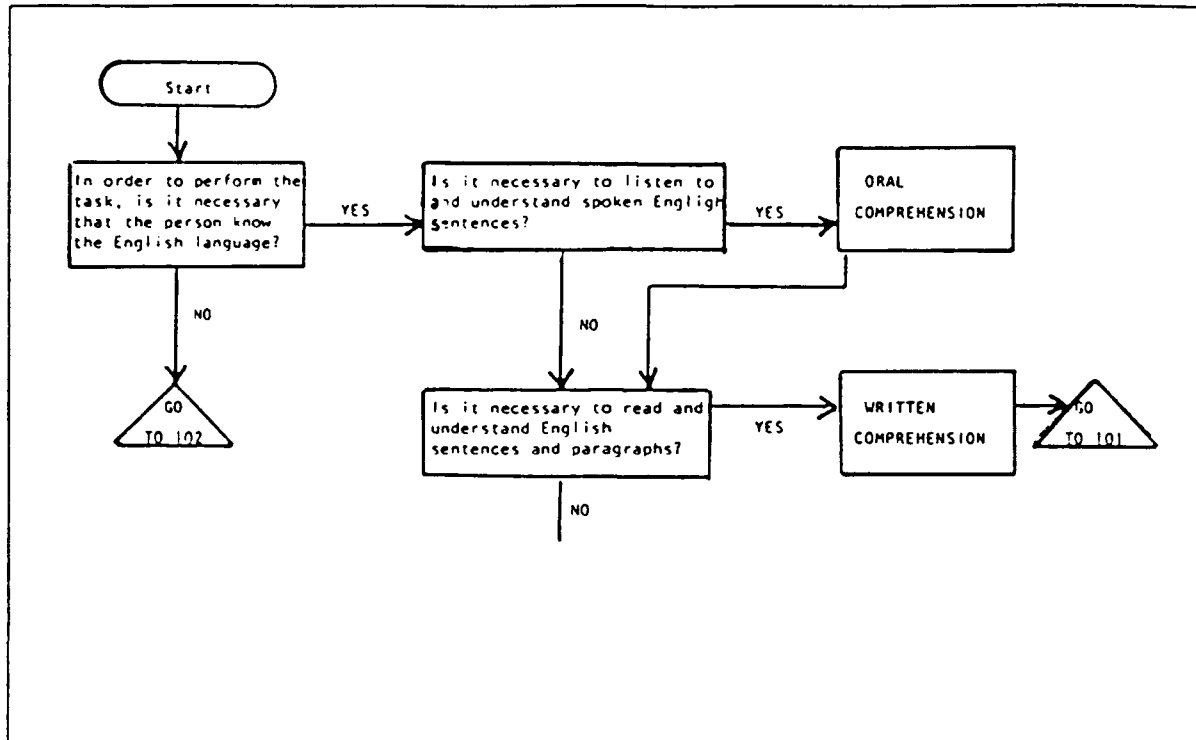 Start
In order to perform the
task, is it necessary
that the person know
the English language?
YES
Is it necessary to listen to
and understand spoken English
sentences?
YES
ORAL
COMPREHENSION
NO
NO
GO
TO 102
Is it necessary to read and
understand English
sentences and paragraphs?
YES
WRITTEN
COMPREHENSION
GO
TO 101
NO